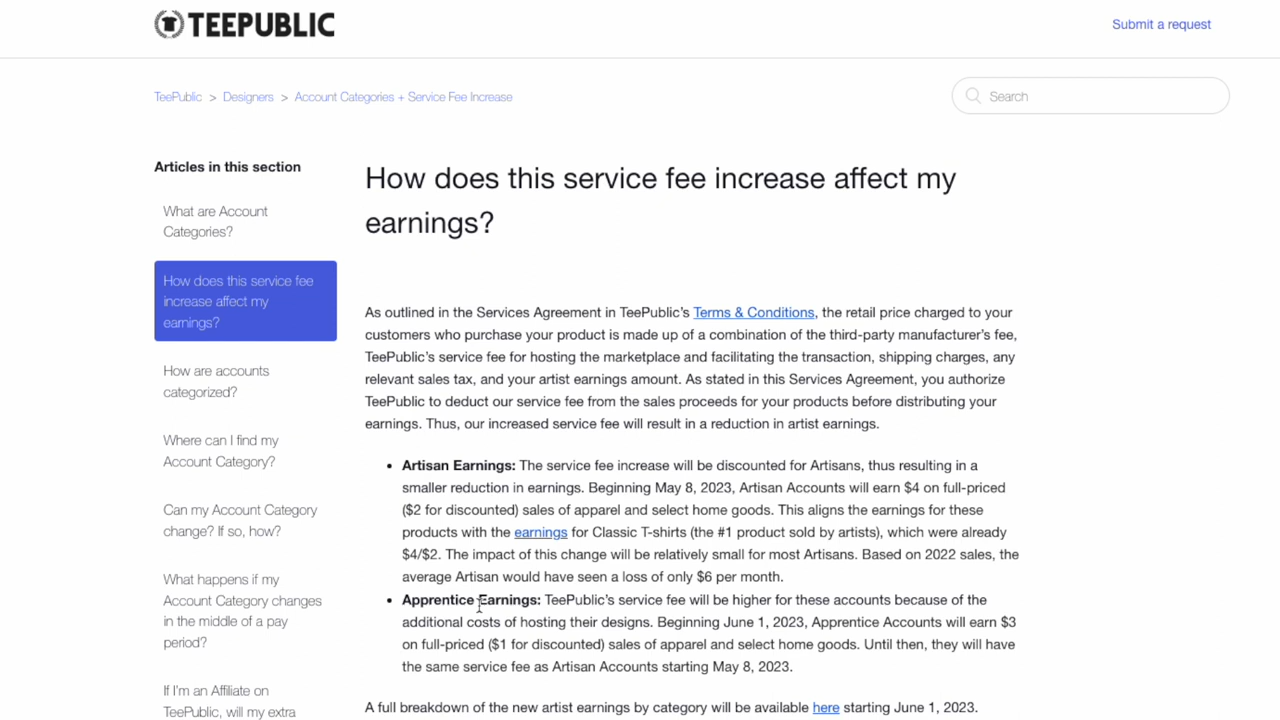 TEEPUBLIC
Submit a request
TeePublic > Designers > Account Categories + Service Fee Increase
Search
Articles in this section
What are Account
Categories?
How does this service fee
increase affect my
earnings?
How are accounts
categorized?
Where can I find my
Account Category?
Can my Account Category
change? If so, how?
What happens if my
Account Category changes
in the middle of a pay
period?
If I'm an Affiliate on
TeePublic, will my extra
How does this service fee increase affect my
earnings?
As outlined in the Services Agreement in TeePublic's Terms & Conditions, the retail price charged to your
customers who purchase your product is made up of a combination of the third-party manufacturer's fee,
TeePublic's service fee for hosting the marketplace and facilitating the transaction, shipping charges, any
relevant sales tax, and your artist earnings amount. As stated in this Services Agreement, you authorize
TeePublic to deduct our service fee from the sales proceeds for your products before distributing your
earnings. Thus, our increased service fee will result in a reduction in artist earnings.
• Artisan Earnings: The service fee increase will be discounted for Artisans, thus resulting in a
smaller reduction in earnings. Beginning May 8, 2023, Artisan Accounts will earn $4 on full-priced
($2 for discounted) sales of apparel and select home goods. This aligns the earnings for these
products with the earnings for Classic T-shirts (the #1 product sold by artists), which were already
$4/$2. The impact of this change will be relatively small for most Artisans. Based on 2022 sales, the
average Artisan would have seen a loss of only $6 per month.
• Apprentice Earnings: TeePublic's service fee will be higher for these accounts because of the
additional costs of hosting their designs. Beginning June 1, 2023, Apprentice Accounts will earn $3
on full-priced ($1 for discounted) sales of apparel and select home goods. Until then, they will have
the same service fee as Artisan Accounts starting May 8, 2023.
A full breakdown of the new artist earnings by category will be available here starting June 1, 2023.